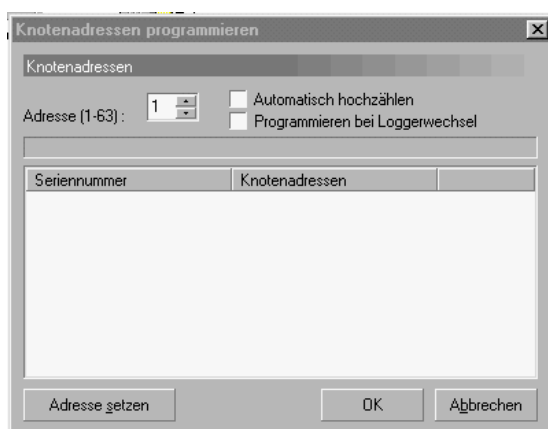 Knotenadressen programmieren
Knotenadressen
Adresse (1-63) : 1
Automatisch hochzählen
Programmieren bei Loggerwechsel
Seriennummer Knotenadressen
Adresse setzen OK Abbrechen